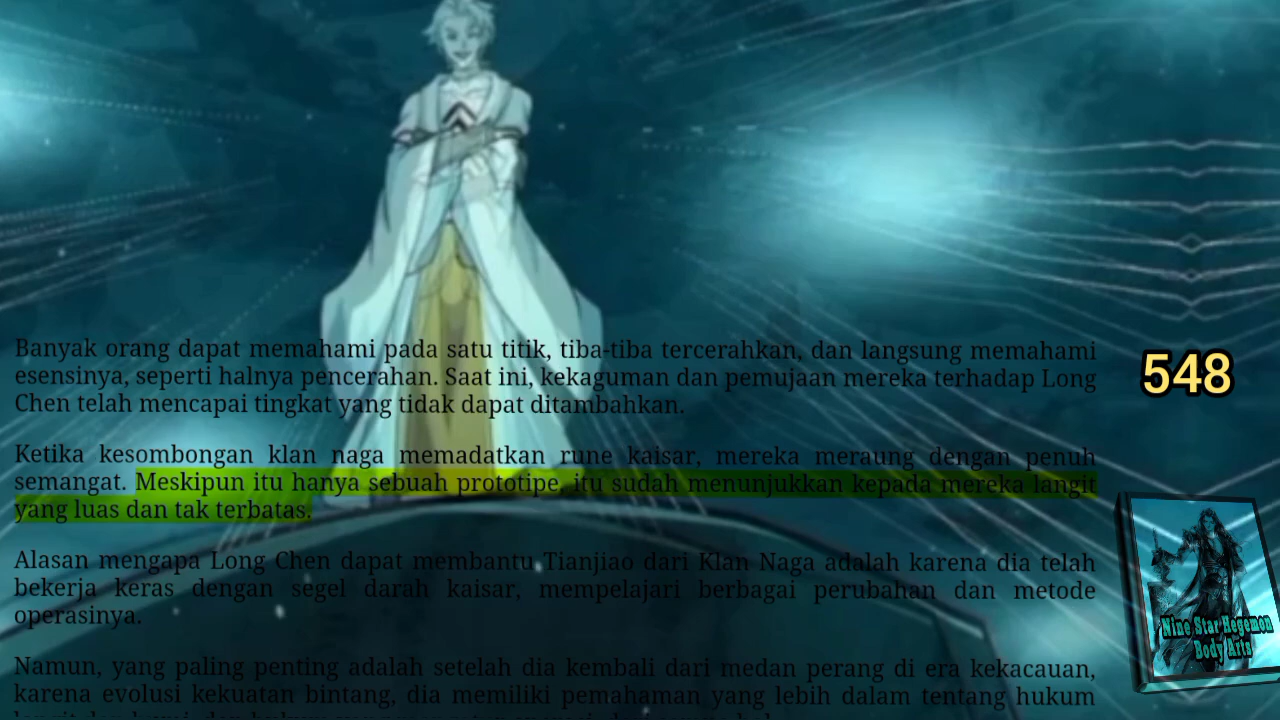 Banyak orang dapat memahami pada satu titik, tiba-tiba tercerahkan, dan langsung memahami
esensinya, seperti halnya pencerahan. Saat ini, kekaguman dan pemujaan mereka terhadap Long
Chen telah mencapai tingkat yang tidak dapat ditambahkan.
548
Ketika kesombongan klan naga memadatkan rune kaisar, mereka meraung dengan penuh
semangat. Meskipun itu hanya sebuah prototipe, itu sudah menunjukkan kepada mereka langit
yang luas dan tak terbatas.
Alasan mengapa Long Chen dapat membantu Tianjiao dari Klan Naga adalah karena dia telah
bekerja keras dengan segel darah kaisar, mempelajari berbagai perubahan dan metode
operasinya.
Nine Star Hegemon
Body Arts
Namun, yang paling penting adalah setelah dia kembali dari medan perang di era kekacauan,
karena evolusi kekuatan bintang, dia memiliki pemahaman yang lebih dalam tentang hukum